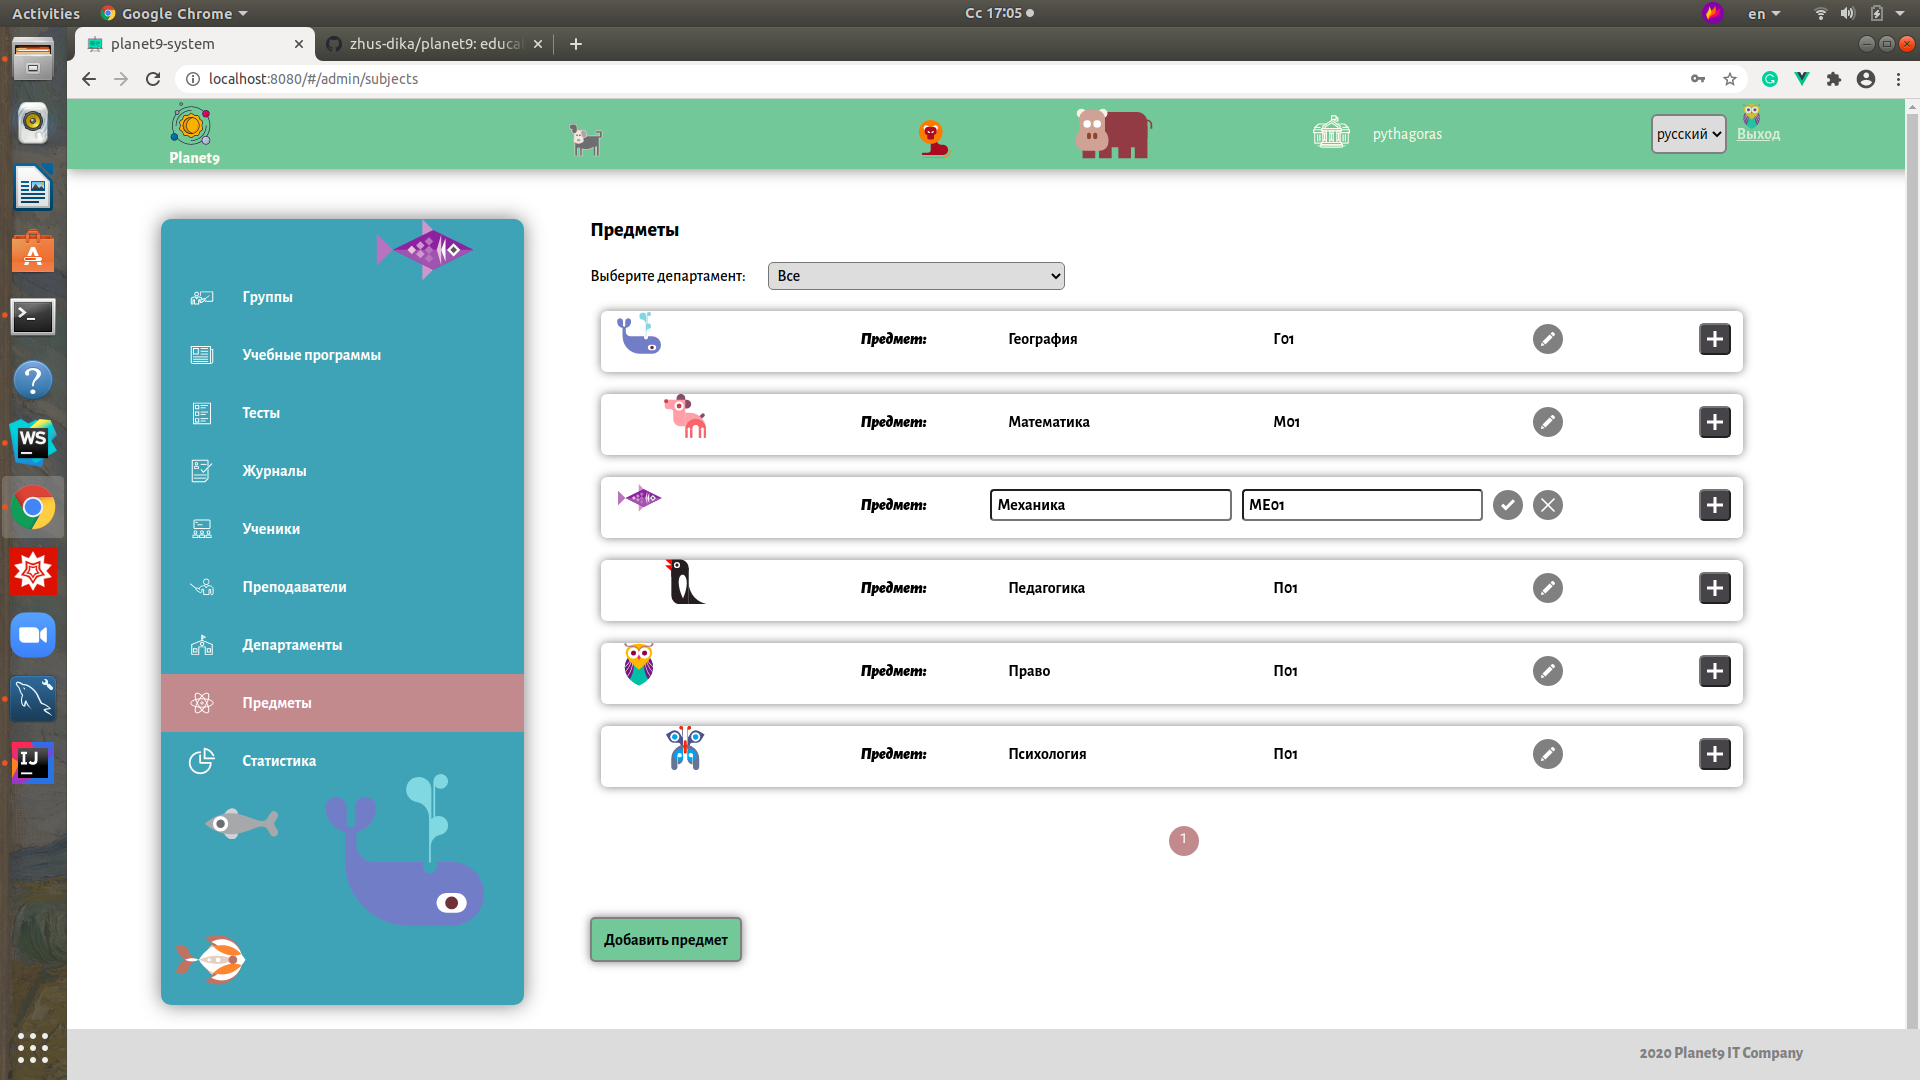 Activities
Google Chrome
Сс 17:05
en
planet9-system
zhus-dika/planet9: educa
localhost:8080/#/admin/subjects
Planet9
pythagoras
русский
Выход
Группы
Учебные программы
Тесты
Журналы
Ученики
Преподаватели
Департаменты
Предметы
Статистика
Предметы
Выберите департамент:
Все
Предмет: География Г01
Предмет: Математика М01
Предмет: Механика МЕ01
Предмет: Педагогика П01
Предмет: Право П01
Предмет: Психология П01
1
Добавить предмет
2020 Planet9 IT Company
WS
IJ